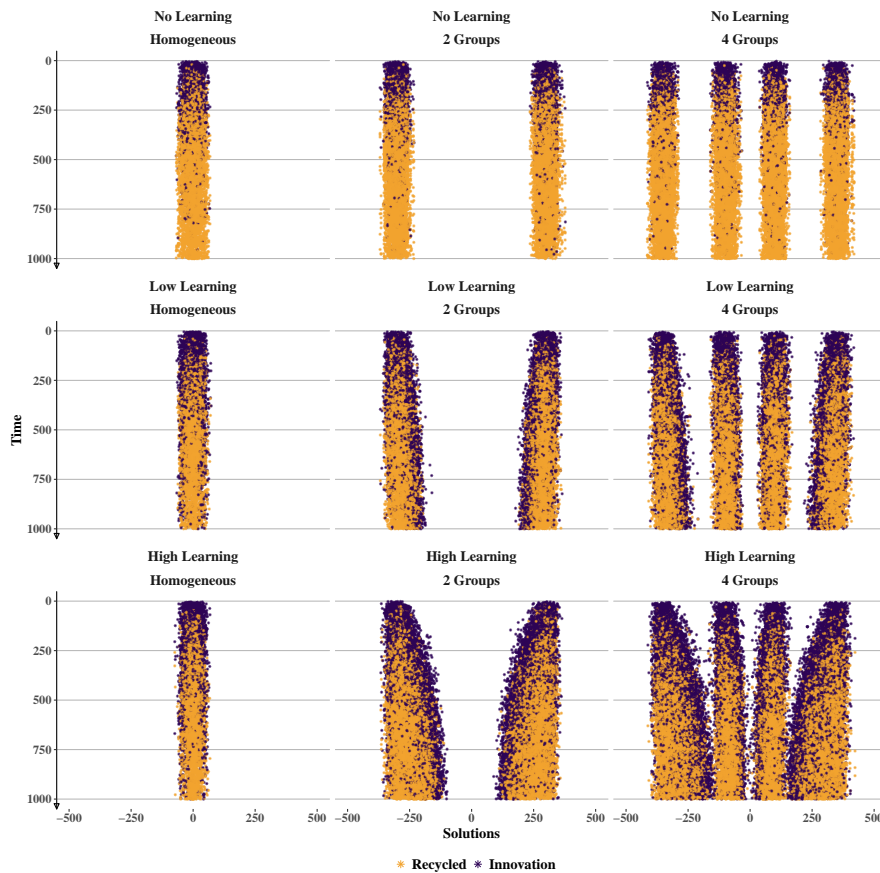 No Learning No Learning No Learning
Homogeneous 2 Groups 4 Groups
0
250
500
750
1000
Low Learning Low Learning Low Learning
Homogeneous 2 Groups 4 Groups
0
250
500
750
1000
Time
High Learning High Learning High Learning
Homogeneous 2 Groups 4 Groups
0
250
500
750
1000
−500 −250 0 250 500 −500 −250 0 250 500 −500 −250 0 250 500
Solutions
Recycled Innovation